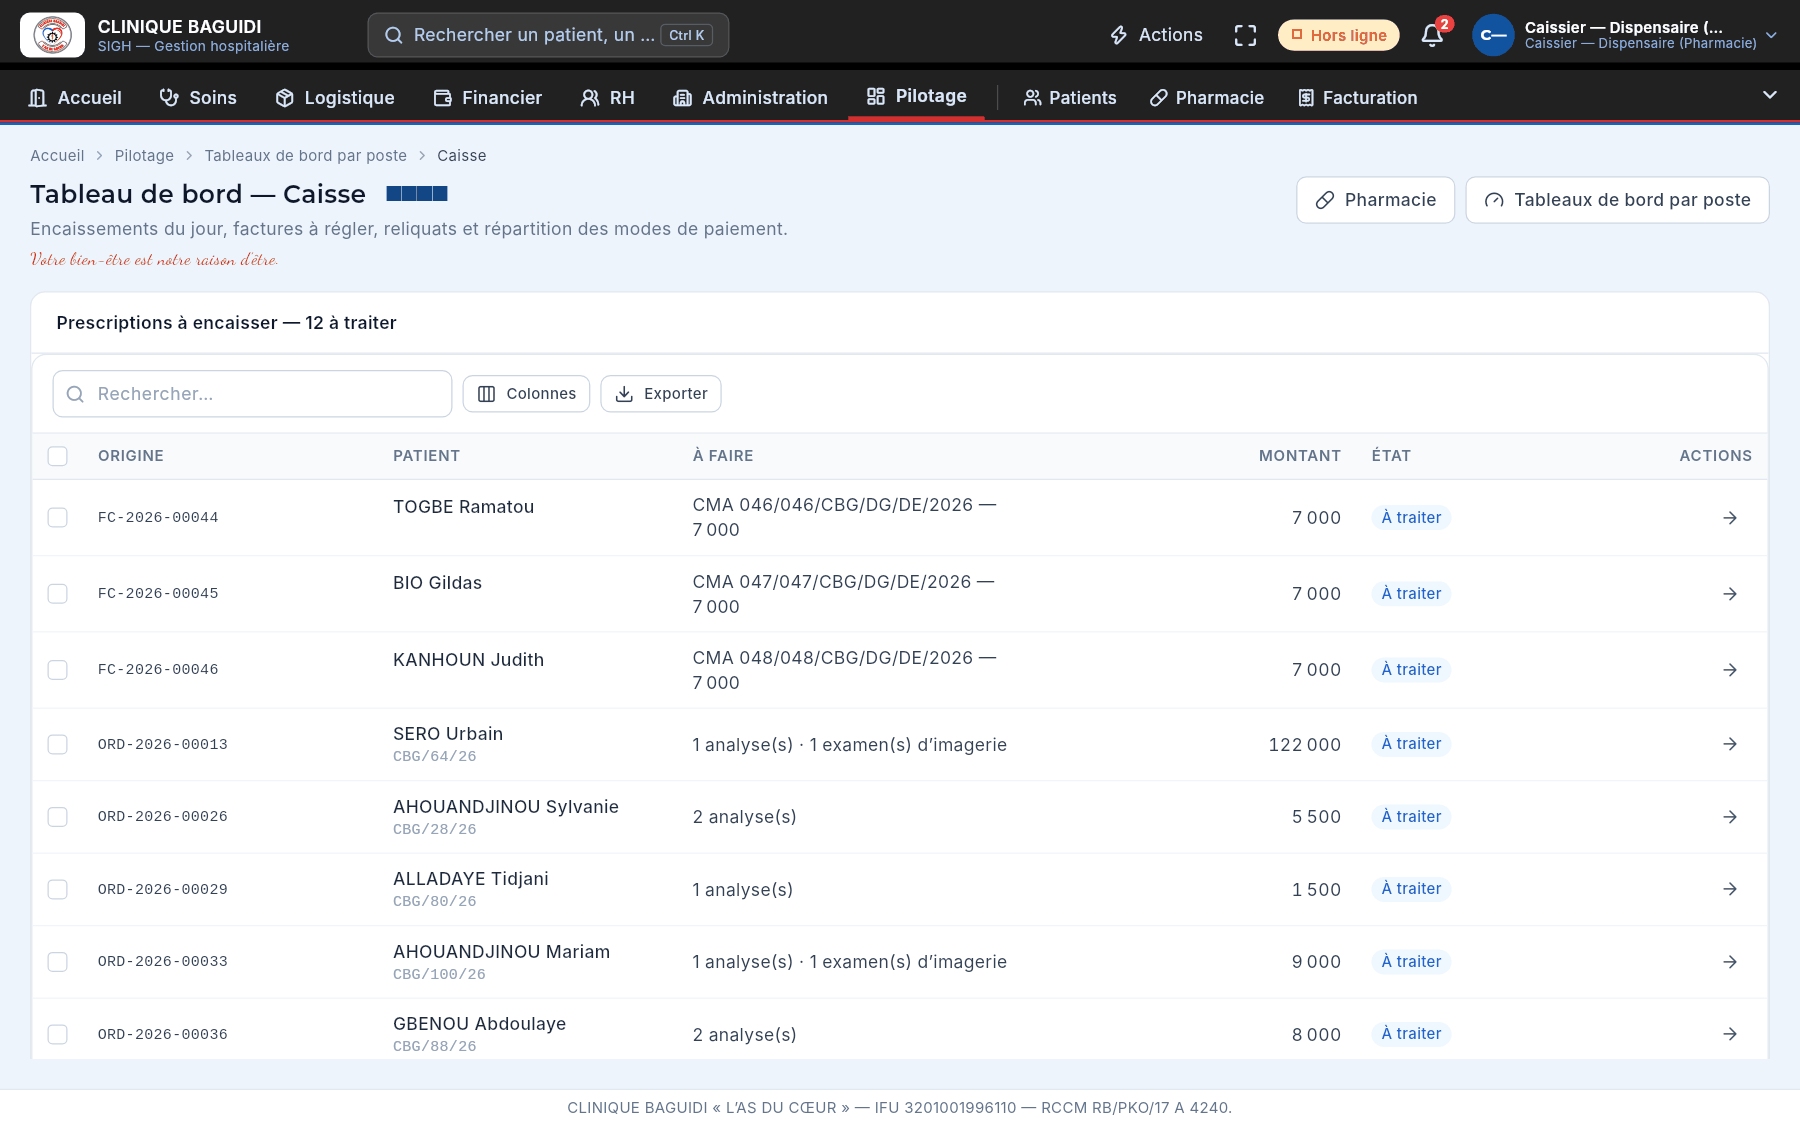 CLINIQUE BAGUIDI
SIGH — Gestion hospitalière
Rechercher un patient, un ... Ctrl K
Actions
Hors ligne
2
C—
Caissier — Dispensaire (...
Caissier — Dispensaire (Pharmacie)
Accueil Soins Logistique Financier RH Administration Pilotage Patients Pharmacie Facturation
Accueil > Pilotage > Tableaux de bord par poste > Caisse
Tableau de bord — Caisse
Pharmacie
Tableaux de bord par poste
Encaissements du jour, factures à régler, reliquats et répartition des modes de paiement.
Votre bien-être est notre raison d'être.
Prescriptions à encaisser — 12 à traiter
Rechercher... Colonnes Exporter
ORIGINE PATIENT À FAIRE MONTANT ÉTAT ACTIONS
FC-2026-00044 TOGBE Ramatou CMA 046/046/CBG/DG/DE/2026 — 7 000 7 000 À traiter
FC-2026-00045 BIO Gildas CMA 047/047/CBG/DG/DE/2026 — 7 000 7 000 À traiter
FC-2026-00046 KANHOUN Judith CMA 048/048/CBG/DG/DE/2026 — 7 000 7 000 À traiter
ORD-2026-00013 SERO Urbain CBG/64/26 1 analyse(s) · 1 examen(s) d’imagerie 122 000 À traiter
ORD-2026-00026 AHOUANDJINOU Sylvanie CBG/28/26 2 analyse(s) 5 500 À traiter
ORD-2026-00029 ALLADAYE Tidjani CBG/80/26 1 analyse(s) 1 500 À traiter
ORD-2026-00033 AHOUANDJINOU Mariam CBG/100/26 1 analyse(s) · 1 examen(s) d’imagerie 9 000 À traiter
ORD-2026-00036 GBENOU Abdoulaye CBG/88/26 2 analyse(s) 8 000 À traiter
CLINIQUE BAGUIDI « L’AS DU CŒUR » — IFU 3201001996110 — RCCM RB/PKO/17 A 4240.